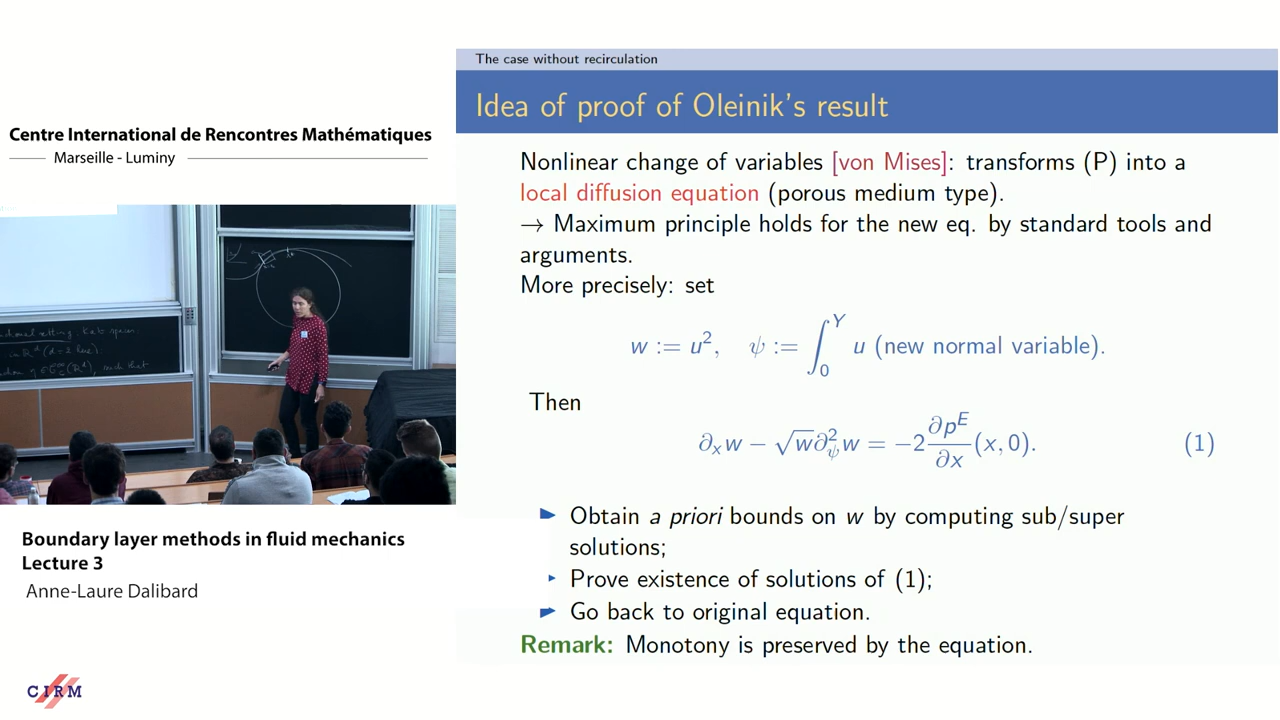 Centre International de Rencontres Mathématiques
Marseille - Luminy
Boundary layer methods in fluid mechanics
Lecture 3
Anne-Laure Dalibard
CIRM
The case without recirculation
Idea of proof of Oleinik's result
Nonlinear change of variables [von Mises]: transforms (P) into a
local diffusion equation (porous medium type).
→ Maximum principle holds for the new eq. by standard tools and
arguments.
More precisely: set
w := u², ψ := ∫₀^Y u (new normal variable).
Then
∂ₓw − √w∂²_ψ w = −2 ∂p^E/∂x (x, 0). (1)
Obtain a priori bounds on w by computing sub/super
solutions;
Prove existence of solutions of (1);
Go back to original equation.
Remark: Monotony is preserved by the equation.